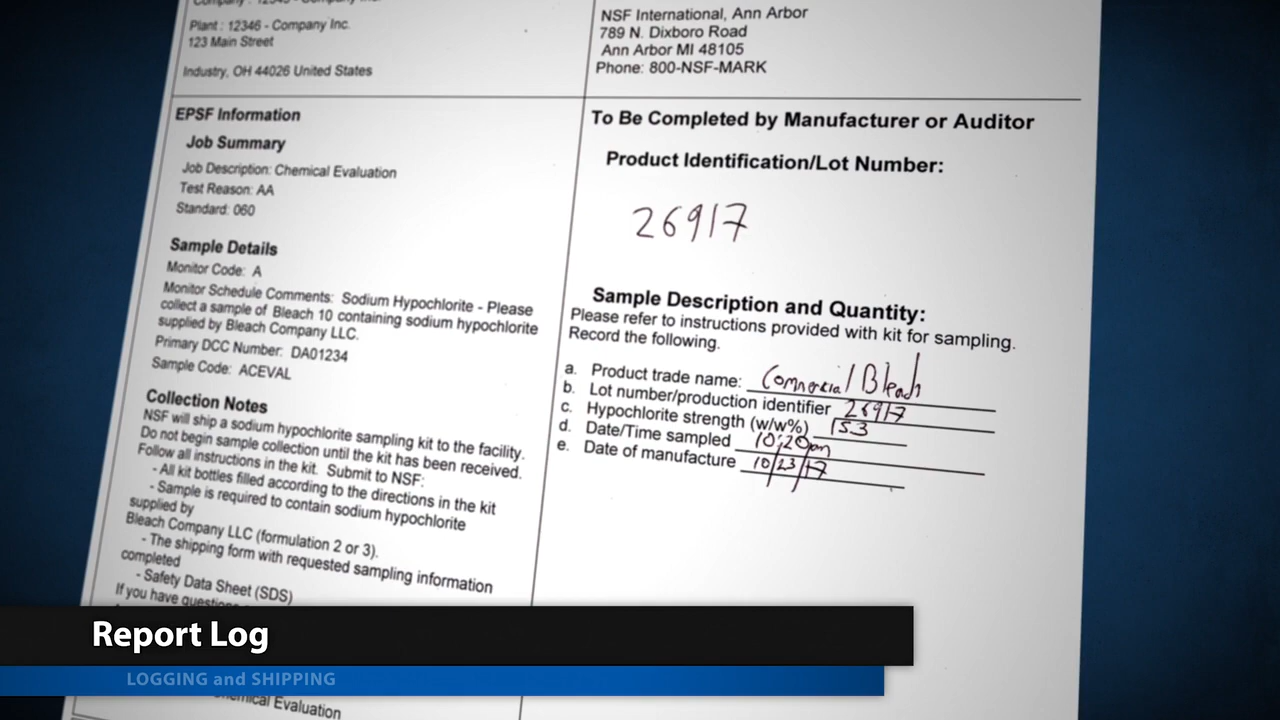 Plant : 12346 - Company Inc.
123 Main Street
Industry, OH 44026 United States
NSF International, Ann Arbor
789 N. Dixboro Road
Ann Arbor MI 48105
Phone: 800-NSF-MARK
EPSF Information
Job Summary
Job Description: Chemical Evaluation
Test Reason: AA
Standard: 060
Sample Details
Monitor Code: A
Monitor Schedule Comments: Sodium Hypochlorite - Please
collect a sample of Bleach 10 containing sodium hypochlorite
supplied by Bleach Company LLC.
Primary DCC Number: DA01234
Sample Code: ACEVAL
Collection Notes
NSF will ship a sodium hypochlorite sampling kit to the facility.
Do not begin sample collection until the kit has been received.
Follow all instructions in the kit. Submit to NSF:
- All kit bottles filled according to the directions in the kit
- Sample is required to contain sodium hypochlorite
supplied by
Bleach Company LLC (formulation 2 or 3).
- The shipping form with requested sampling information
completed
- Safety Data Sheet (SDS)
If you have
Chemical Evaluation
To Be Completed by Manufacturer or Auditor
Product Identification/Lot Number:
26917
Sample Description and Quantity:
Please refer to instructions provided with kit for sampling.
Record the following.
a. Product trade name: Commercial Bleach
b. Lot number/production identifier 26917
c. Hypochlorite strength (w/w%) 15.3
d. Date/Time sampled 10:20pm
e. Date of manufacture 10/23/17
Report Log
LOGGING and SHIPPING